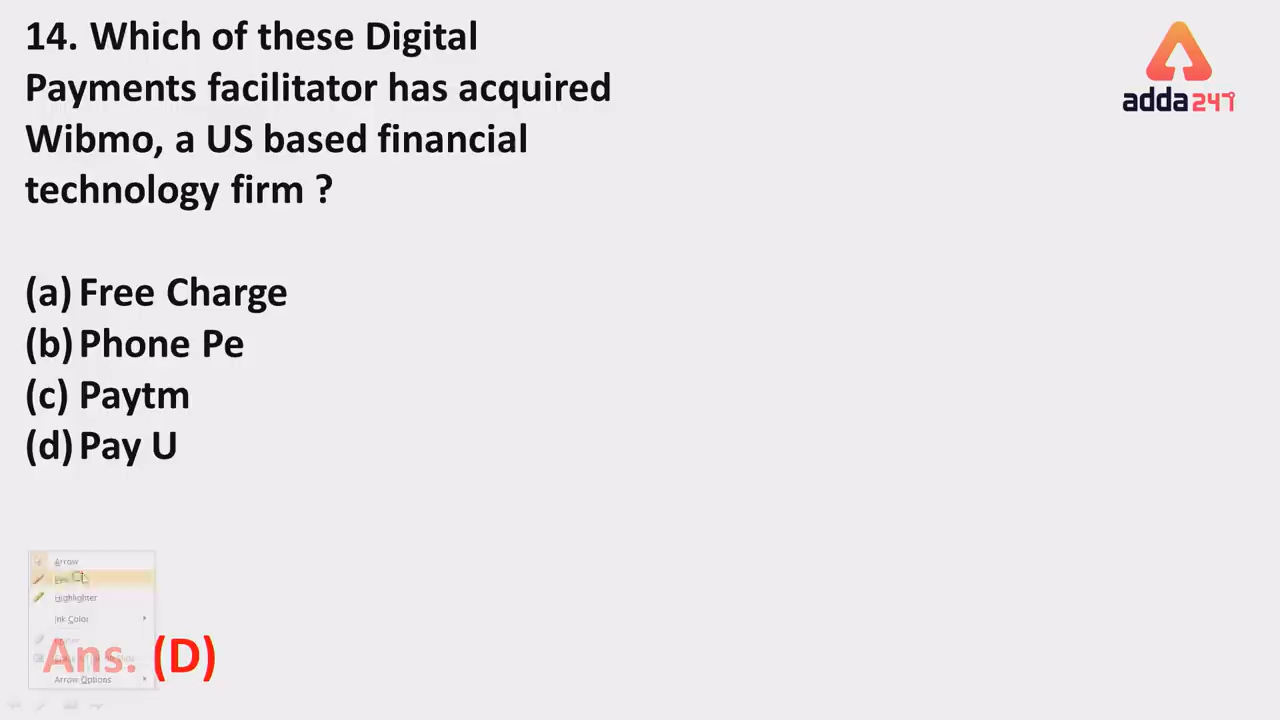 14. Which of these Digital
Payments facilitator has acquired
Wibmo, a US based financial
technology firm ?
(a) Free Charge
(b) Phone Pe
(c) Paytm
(d) Pay U
adda247
Arrow
Highlighter
Ink Color
Ans. (D)
Arrow Options